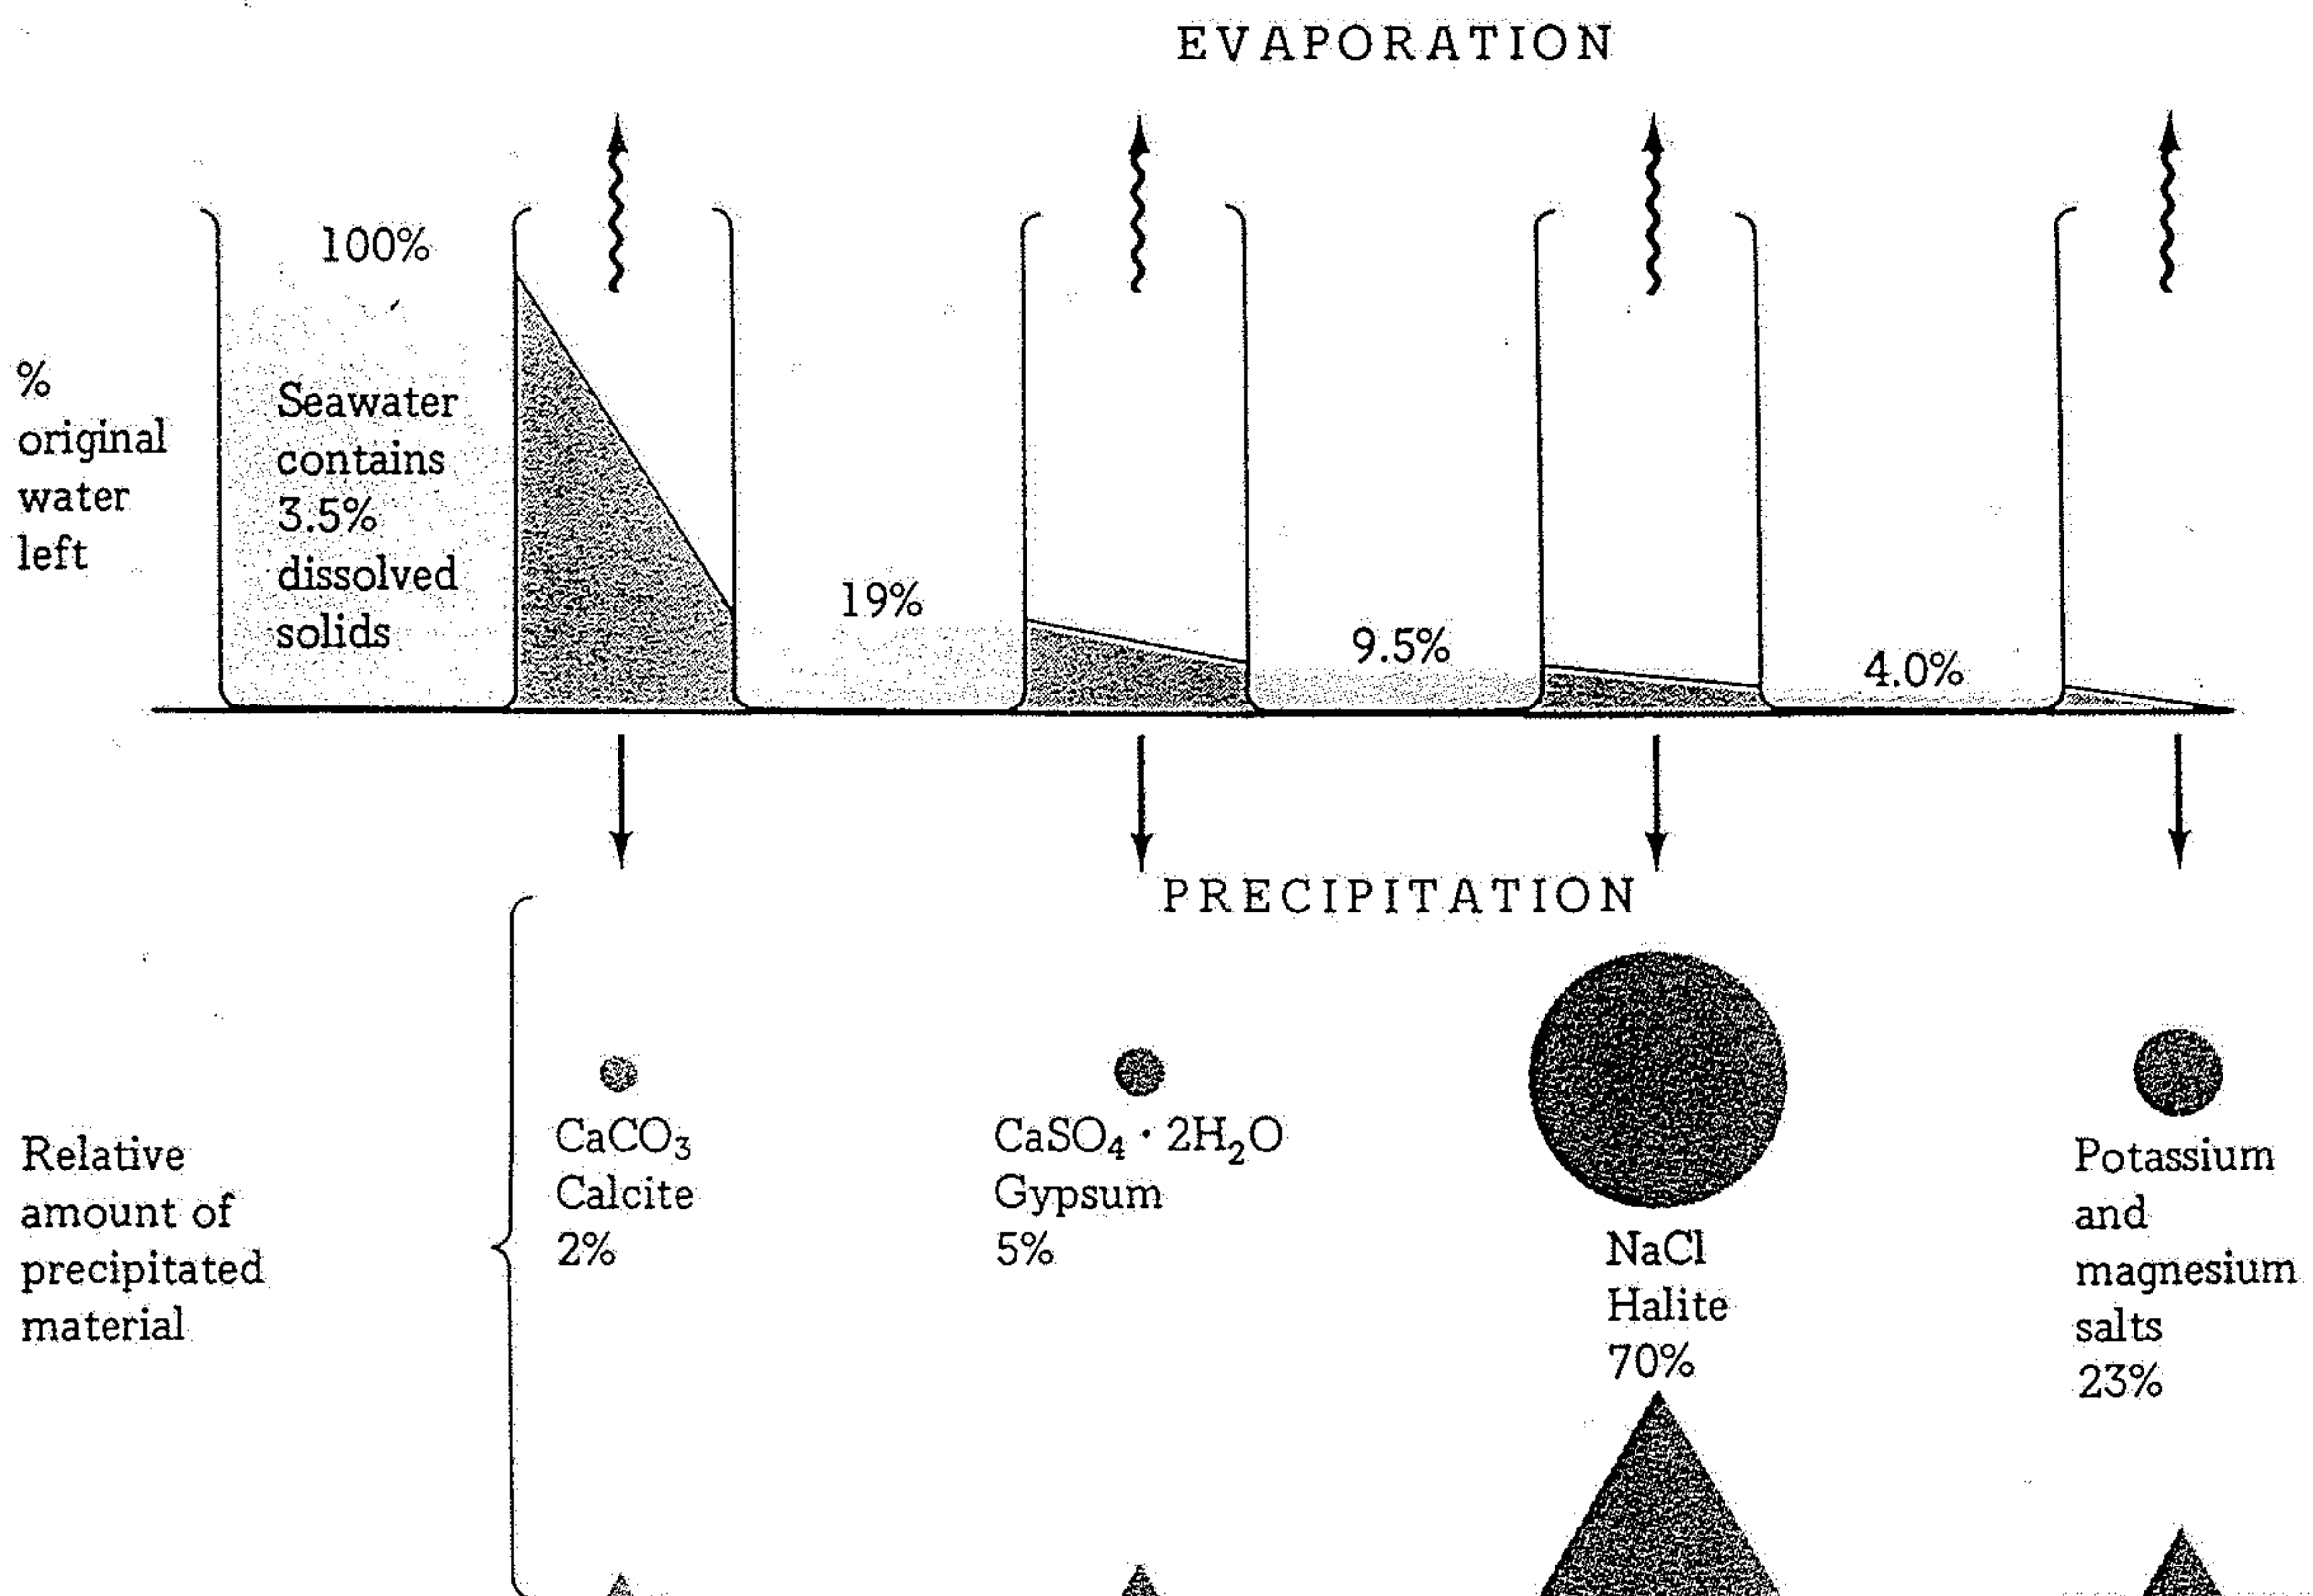 EVAPORATION
100%
%
original
water
left
Seawater
contains
3.5%
dissolved
solids
19%
9.5%
4.0%
PRECIPITATION
Relative
amount of
precipitated
material
CaCO₃
Calcite
2%
CaSO₄ · 2H₂O
Gypsum
5%
NaCl
Halite
70%
Potassium
and
magnesium
salts
23%